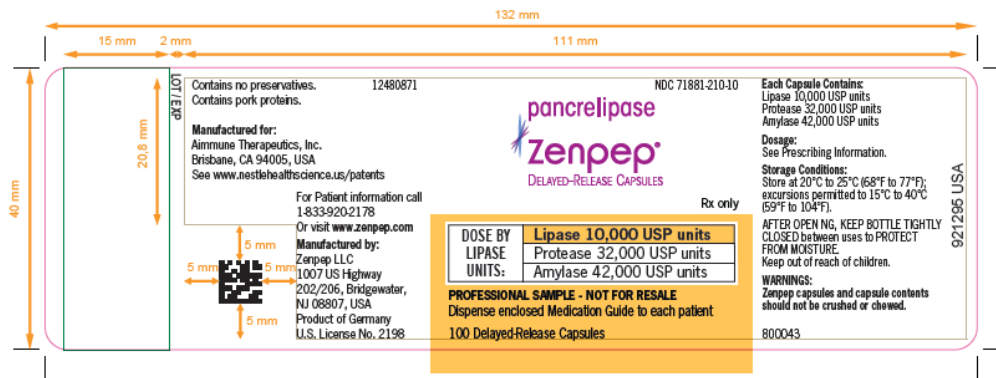 132 mm
15 mm
2 mm
111 mm
40 mm
20,8 mm
LOT / EXP
Contains no preservatives.
12480871
Contains pork proteins.
Manufactured for:
Aimmune Therapeutics, Inc.
Brisbane, CA 94005, USA
See www.nestlehealthscience.us/patents
For Patient information call
1-833-920-2178
Or visit www.zenpep.com
Manufactured by:
Zenpep LLC
1007 US Highway
202/206, Bridgewater,
NJ 08807, USA
Product of Germany
U.S. License No. 2198
5 mm
5 mm
5 mm
5 mm
NDC 71881-210-10
pancrelipase
Zenpep®
DELAYED-RELEASE CAPSULES
Rx only
DOSE BY
LIPASE
UNITS:
Lipase 10,000 USP units
Protease 32,000 USP units
Amylase 42,000 USP units
PROFESSIONAL SAMPLE - NOT FOR RESALE
Dispense enclosed Medication Guide to each patient
100 Delayed-Release Capsules
Each Capsule Contains:
Lipase 10,000 USP units
Protease 32,000 USP units
Amylase 42,000 USP units
Dosage:
See Prescribing Information.
Storage Conditions:
Store at 20°C to 25°C (68°F to 77°F);
excursions permitted to 15°C to 40°C
(59°F to 104°F).
AFTER OPEN NG, KEEP BOTTLE TIGHTLY
CLOSED between uses to PROTECT
FROM MOISTURE.
Keep out of reach of children.
WARNINGS:
Zenpep capsules and capsule contents
should not be crushed or chewed.
800043
921295 USA